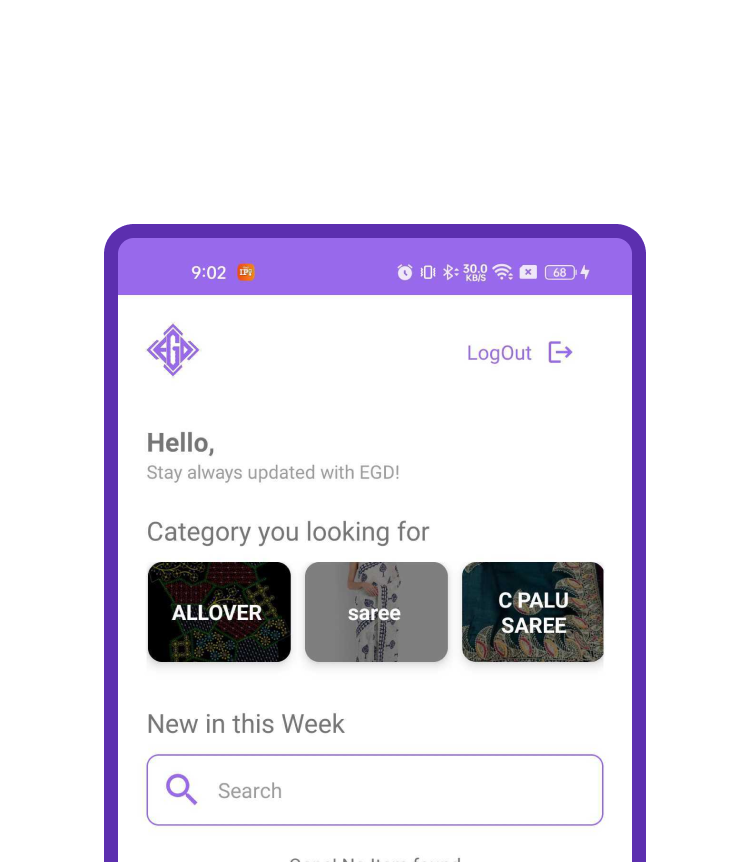 9:02
30.0
KB/S
68
EGD
LogOut
Hello,
Stay always updated with EGD!
Category you looking for
ALLOVER
saree
C PALU
SAREE
New in this Week
Search